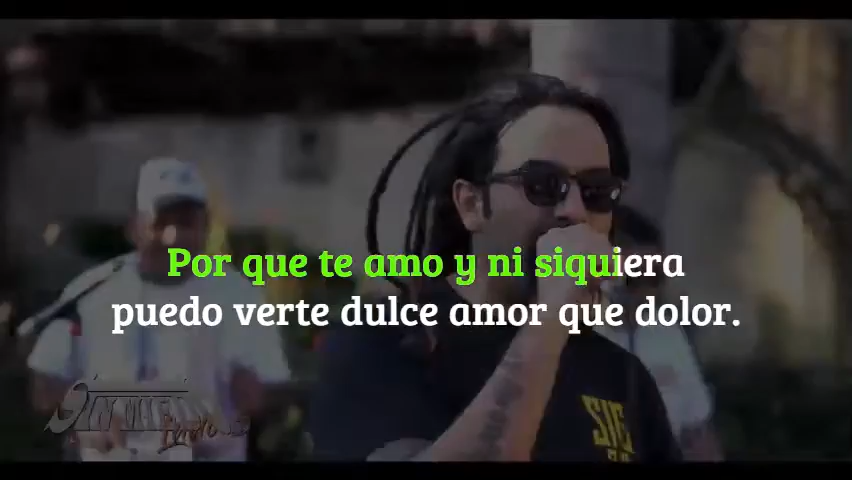 Por que te amo y ni siquiera
puedo verte dulce amor que dolor.